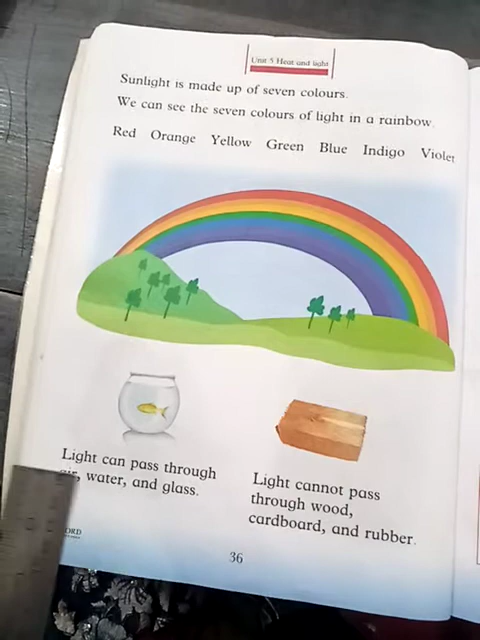 Unit 5 Heat and light
Sunlight is made up of seven colours.
We can see the seven colours of light in a rainbow.
Red Orange Yellow Green Blue Indigo Violet
Light can pass through
air, water, and glass.
Light cannot pass
through wood,
cardboard, and rubber.
36